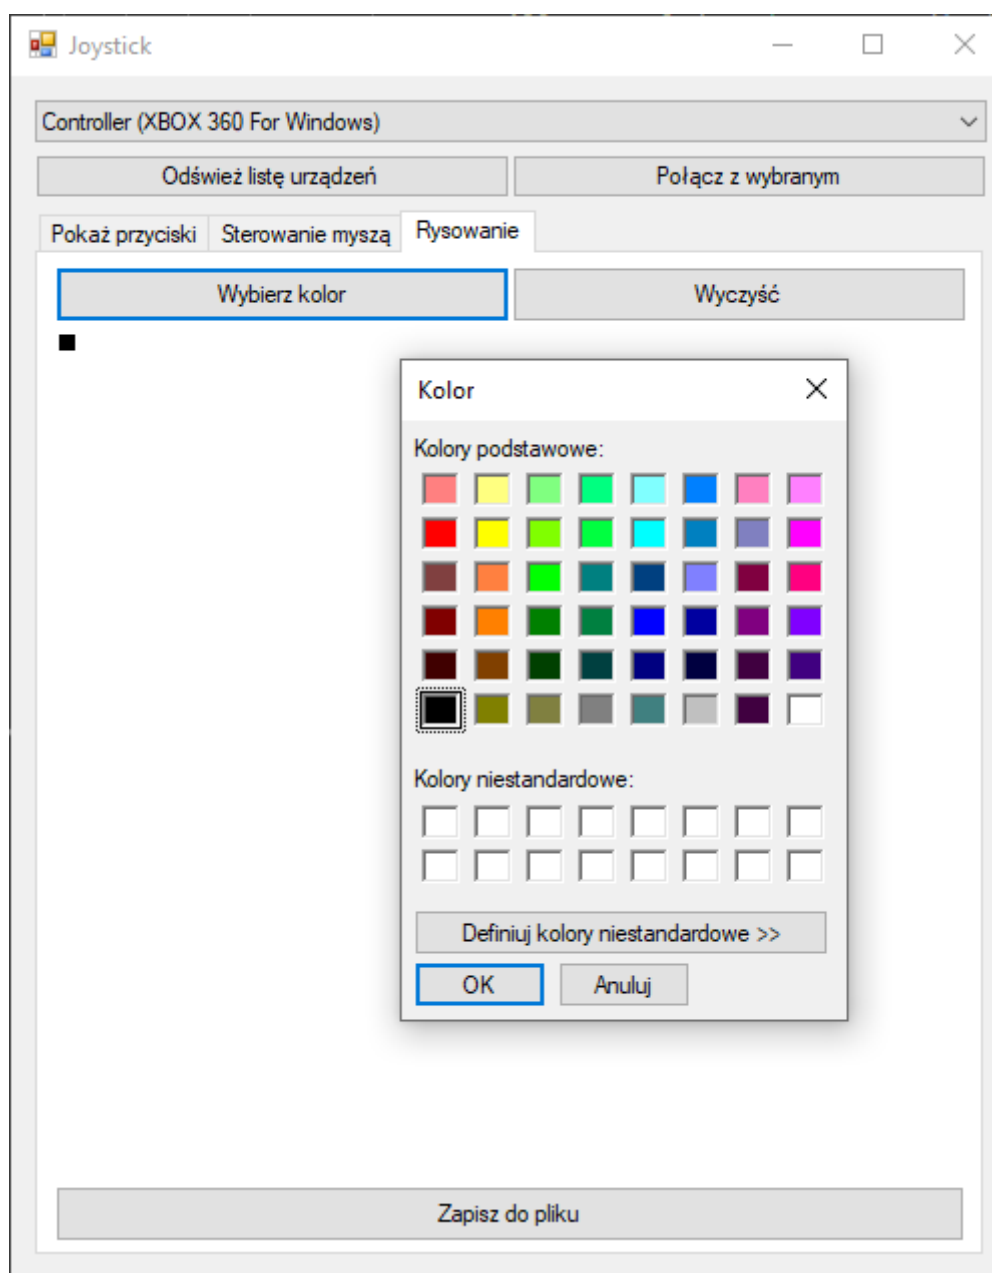 Joystick
Controller (XBOX 360 For Windows)
Odśwież listę urządzeń
Połącz z wybranym
Pokaż przyciski
Sterowanie myszą
Rysowanie
Wybierz kolor
Wyczyść
Kolor
Kolory podstawowe:
Kolory niestandardowe:
Definiuj kolory niestandardowe >>
OK
Anuluj
Zapisz do pliku